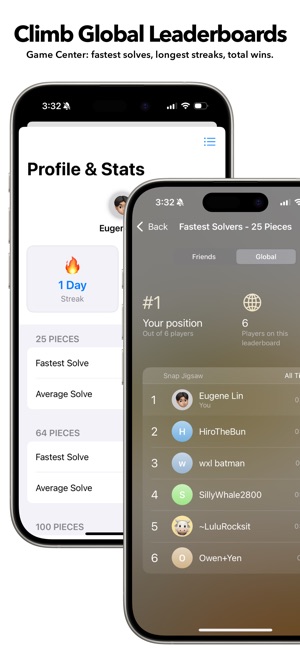 Climb Global Leaderboards
Game Center: fastest solves, longest streaks, total wins.
3:32
Profile & Stats
Eugen
1 Day
Streak
25 PIECES
Fastest Solve
Average Solve
64 PIECES
Fastest Solve
Average Solve
100 PIECES
3:32
Back
Fastest Solvers - 25 Pieces
Friends
Global
#1
Your position
Out of 6 players
6
Players on this
leaderboard
Snap Jigsaw
All Ti
1
Eugene Lin
You
2
H
HiroTheBun
3
w
wxl batman
4
S
SillyWhale2800
5
~LuluRocksit
6
O
Owen+Yen